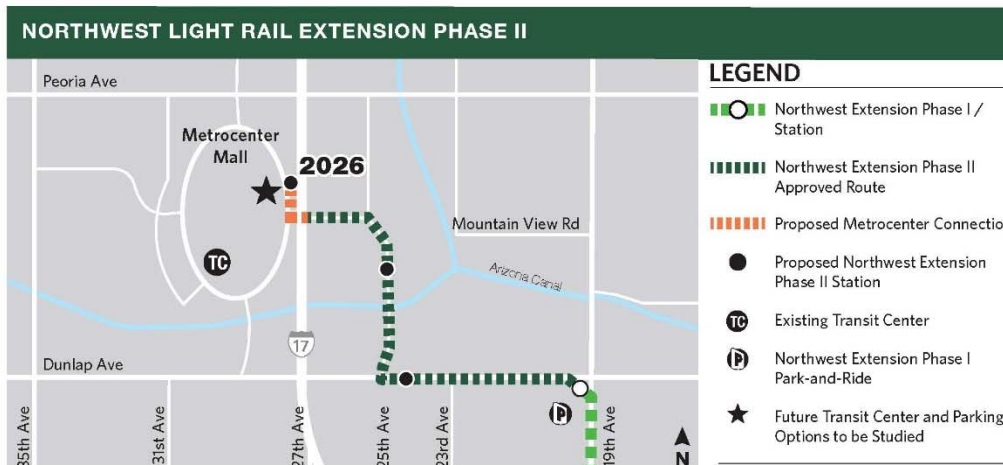 NORTHWEST LIGHT RAIL EXTENSION PHASE II
Peoria Ave
Metrocenter
Mall
2026
Mountain View Rd
Arizona Canal
TC
17
Dunlap Ave
35th Ave
31st Ave
27th Ave
25th Ave
23rd Ave
19th Ave
P
N
LEGEND
Northwest Extension Phase I /
Station
Northwest Extension Phase II
Approved Route
Proposed Metrocenter Connectio
Proposed Northwest Extension
Phase II Station
TC
Existing Transit Center
P
Northwest Extension Phase I
Park-and-Ride
Future Transit Center and Parking
Options to be Studied